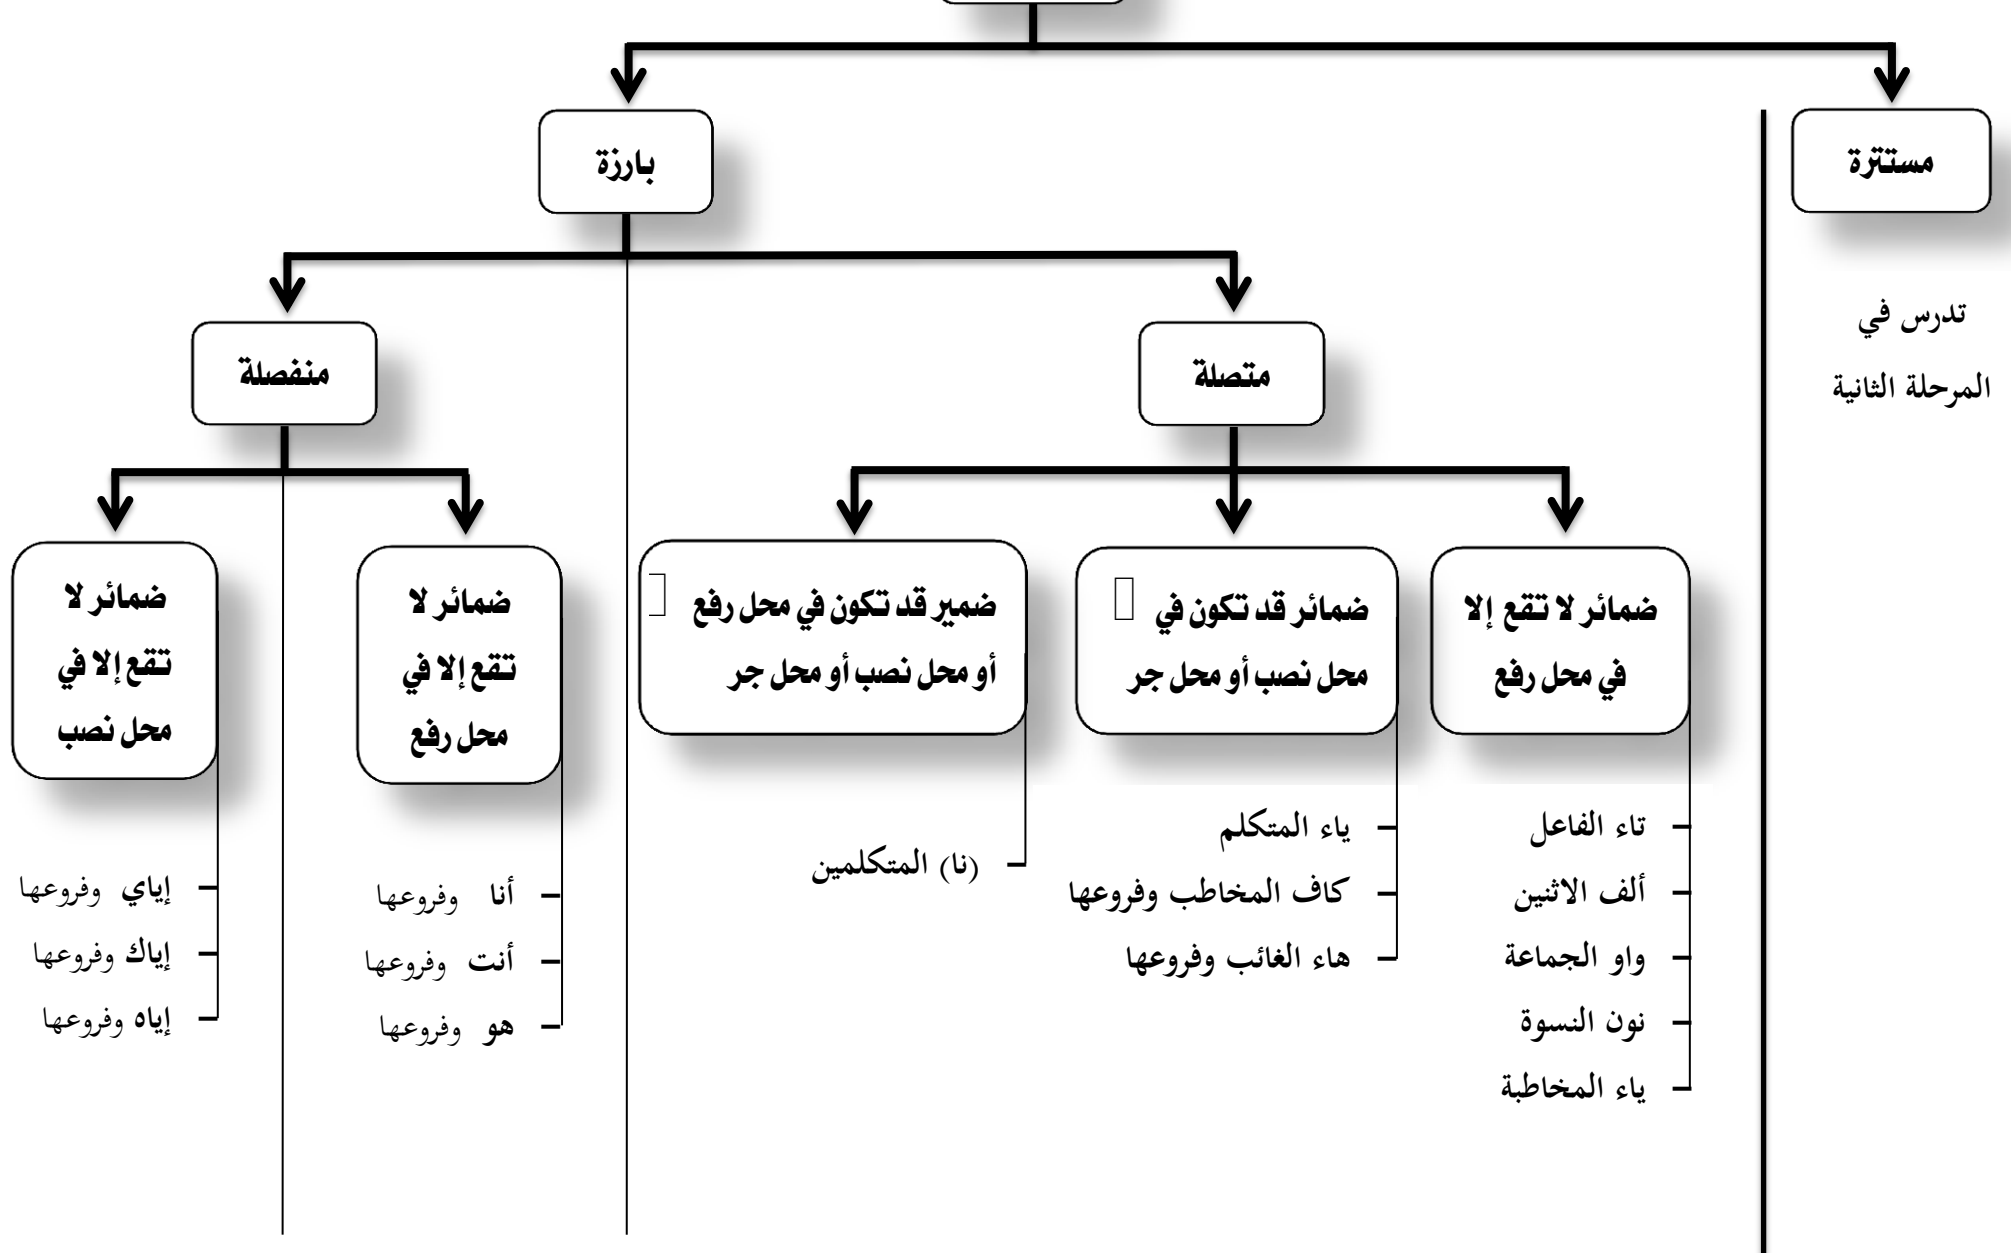 مستترة
تدرس في
المرحلة الثانية
بارزة
متصلة
ضمائر لا تقع إلا
في محل رفع
تاء الفاعل
ألف الاثنين
واو الجماعة
نون النسوة
ياء المخاطبة
ضمائر قد تكون في
محل نصب أو محل جر
ياء المتكلم
كاف المخاطب وفروعها
هاء الغائب وفروعها
ضمير قد تكون في محل رفع
أو محل نصب أو محل جر
(نا) المتكلمين
منفصلة
ضمائر لا
تقع إلا في
محل رفع
أنا وفروعها
أنت وفروعها
هو وفروعها
ضمائر لا
تقع إلا في
محل نصب
إياي وفروعها
إياك وفروعها
إياه وفروعها